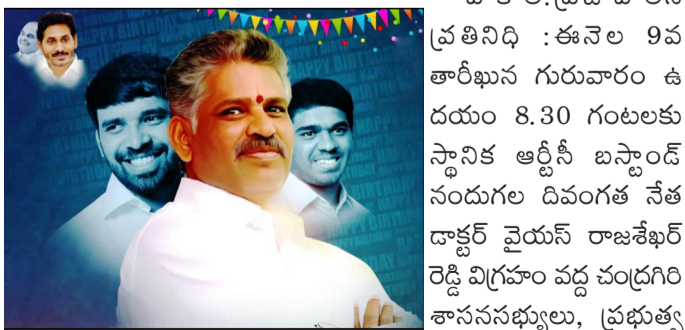 ప్రతినిధి :ఈనెల 9వ
తారీఖున గురువారం ఉ
దయం 8.30 గంటలకు
స్థానిక ఆర్టీసీ బస్టాండ్
నందుగల దివంగత నేత
డాక్టర్ వైయస్ రాజశేఖర్
రెడ్డి విగ్రహం వద్ద చంద్రగిరి
శాసనసభ్యులు, ప్రభుత్వ